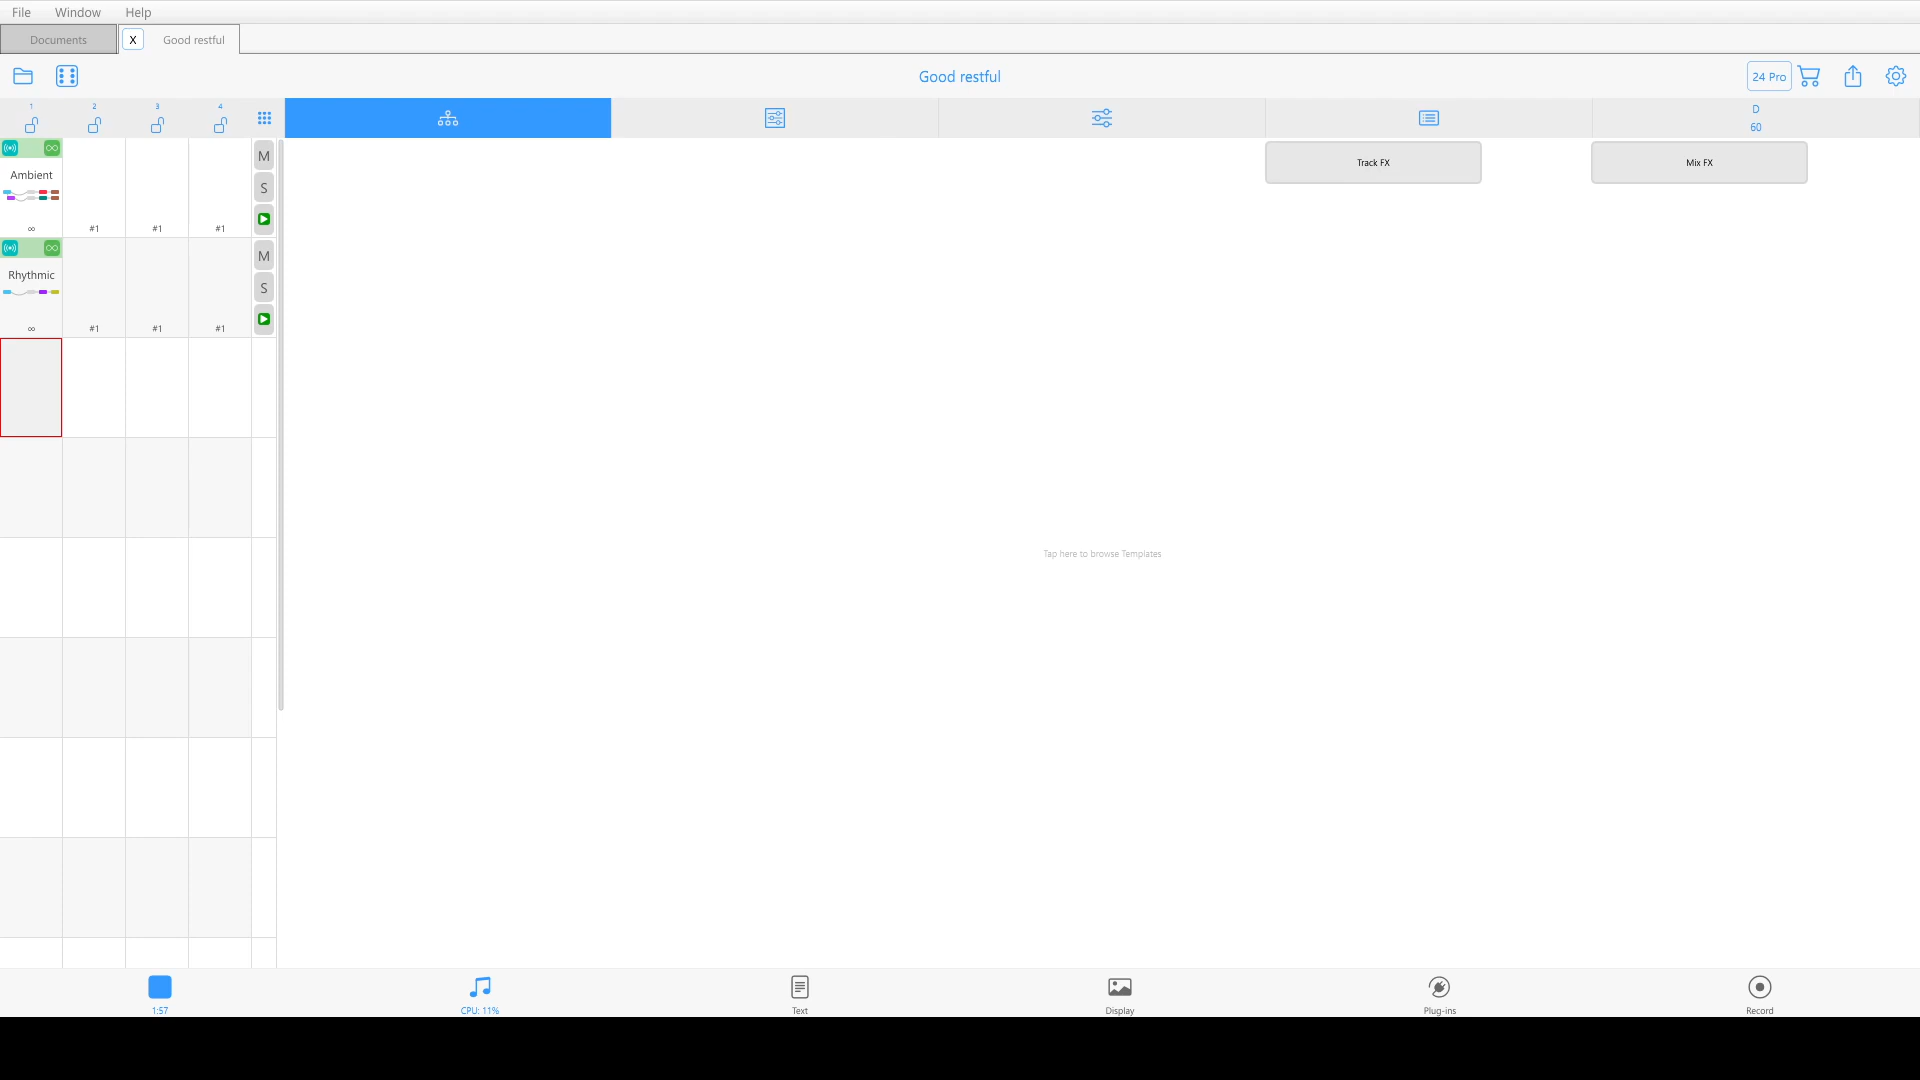 File Window Help
Documents X Good restful
Good restful
24 Pro
1 2 3 4
D
60
Track FX Mix FX
Ambient
M
S
∞ #1 #1 #1
Rhythmic
M
S
∞ #1 #1 #1
Tap here to browse Templates
1:57 CPU: 11% Text Display Plug-ins Record